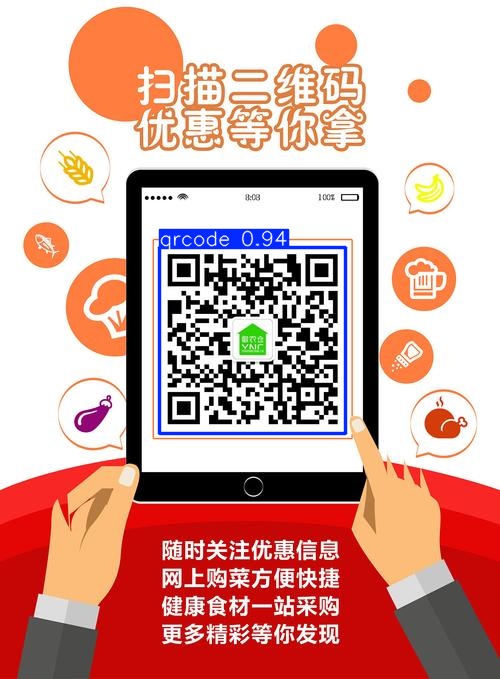 扫描二维码
优惠等你拿
8:03
100%
qrcode 0.94
YNC
随时关注优惠信息
网上购菜方便快捷
健康食材一站采购
更多精彩等你发现